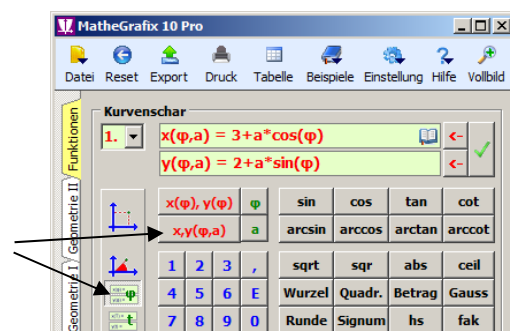 MatheGrafix 10 Pro
Datei Reset Export Druck Tabelle Beispiele Einstellung Hilfe Vollbild
Funktionen
Geometrie II
Geometrie I
Kurvenschar
1. x(φ,a) = 3+a*cos(φ) <-
y(φ,a) = 2+a*sin(φ) <-
x(φ), y(φ) φ sin cos tan cot
x,y(φ,a) a arcsin arccos arctan arccot
1 2 3 , sqrt sqr abs ceil
φ 4 5 6 E Wurzel Quadr. Betrag Gauss
t 7 8 9 0 Runde Signum hs fak